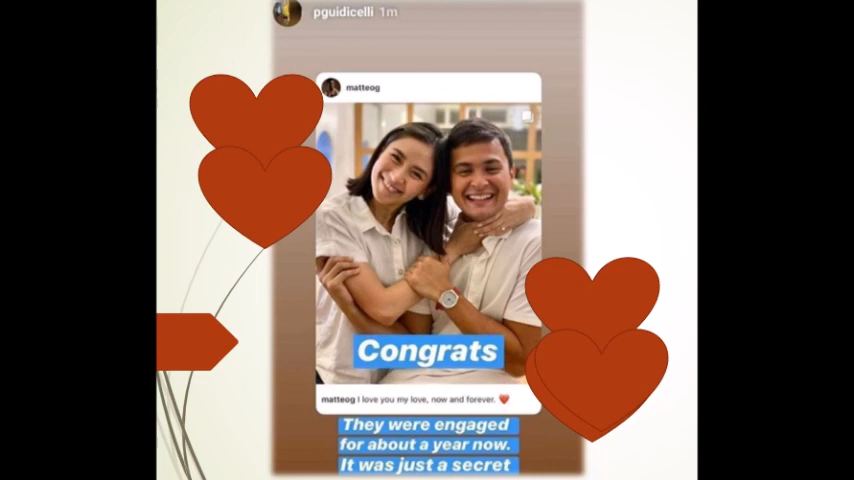 pguidicelli 1m
matteog
Congrats
matteog I love you my love, now and forever. ❤️
They were engaged
for about a year now.
It was just a secret